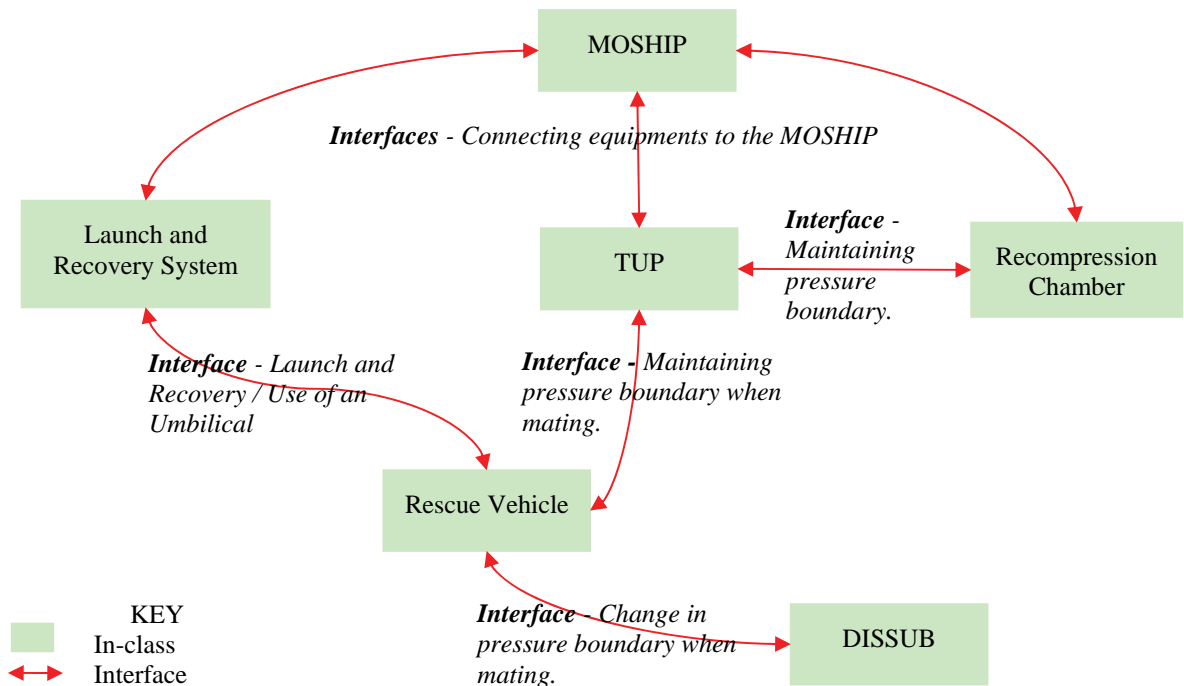 MOSHIP
Interfaces - Connecting equipments to the MOSHIP
Launch and
Recovery System
TUP
Interface -
Maintaining
pressure
boundary.
Recompression
Chamber
Interface - Launch and
Recovery / Use of an
Umbilical
Interface - Maintaining
pressure boundary when
mating.
Rescue Vehicle
Interface - Change in
pressure boundary when
mating.
DISSUB
KEY
In-class
Interface